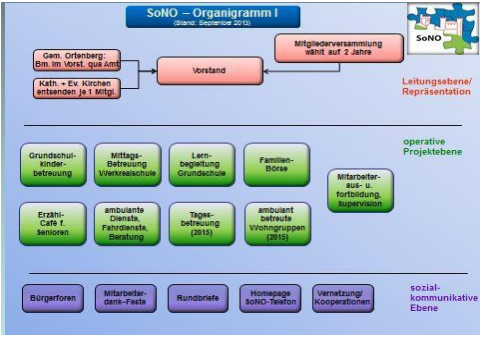 SoNO – Organigramm I
(Stand: September 2013)
SoNO
Gem. Ortenberg:
Bm. im Vorst. qua Amt
Kath. + Ev. Kirchen
entsenden je 1 Mitgl.
Vorstand
Mitgliederversammlung
wählt auf 2 Jahre
Leitungsebene/
Repräsentation
operative
Projektebene
Grundschul-
kinder-
betreuung
Mittags-
Betreuung
Werkrealschule
Lern-
begleitung
Grundschule
Familien-
Börse
Mitarbeiter-
aus- u.
fortbildung,
Supervision
Erzähl-
Café f.
Senioren
ambulante
Dienste,
Fahrdienste,
Beratung
Tages-
betreuung
(2015)
ambulant
betreute
Wohngruppen
(2015)
sozial-
kommunikative
Ebene
Bürgerforen
Mitarbeiter-
dank-Feste
Rundbriefe
Homepage
SoNO-Telefon
Vernetzung/
Kooperationen